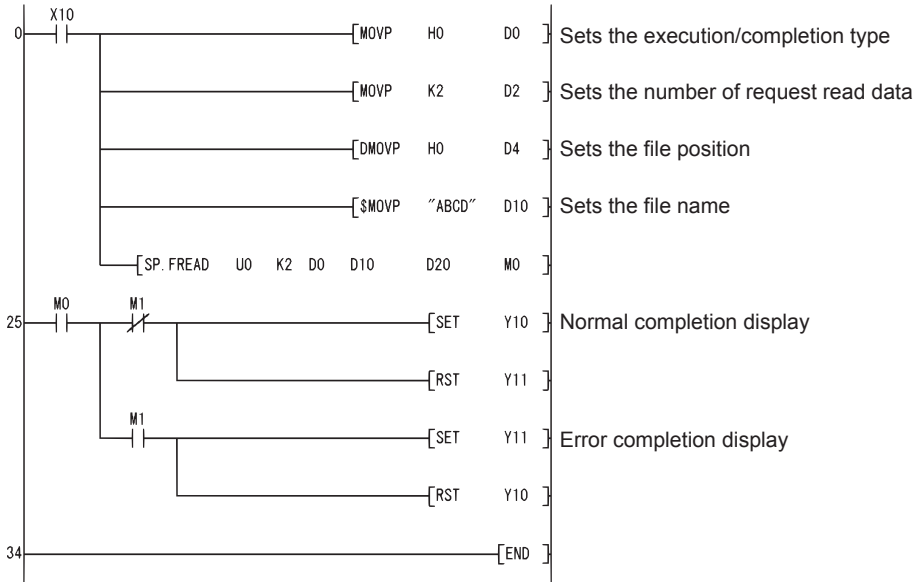 X10
0 [MOVP H0 D0 ] Sets the execution/completion type
[MOVP K2 D2 ] Sets the number of request read data
[DMOVP H0 D4 ] Sets the file position
[$MOVP "ABCD" D10 ] Sets the file name
[SP.FREAD U0 K2 D0 D10 D20 M0 ]
M0 M1
25 [SET Y10 ] Normal completion display
[RST Y11 ]
M1
[SET Y11 ] Error completion display
[RST Y10 ]
34 [END ]